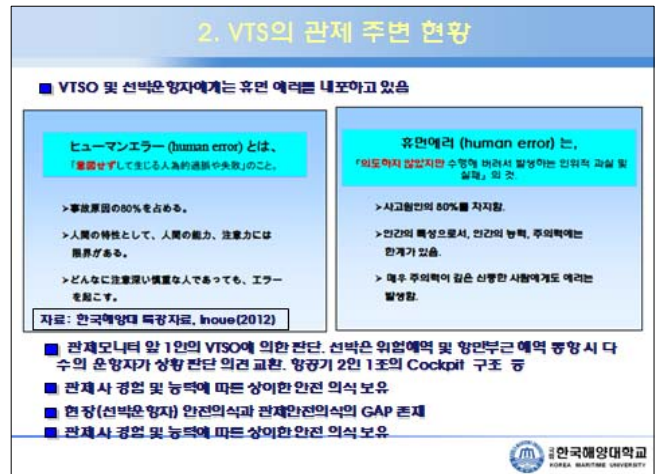 2. VTS의 관제 주변 현황
■ VTSO 및 선박운항자에게는 휴먼 에러를 내포하고 있음
ヒューマンエラー (human error) とは、
「意図せずして生じる人為的過誤や失敗」のこと。
➢事故原因の80%を占める。
➢人間の特性として、人間の能力、注意力には
限界がある。
➢どんなに注意深い慎重な人であっても、エラー
を起こす。
자료: 한국해양대 특강자료, Inoue(2012)
휴먼에러 (human error) 는,
「의도하지 않았지만 수행해 버려서 발생하는 인위적 과실 및
실패」의 것.
➢사고원인의 80%를 차지함.
➢인간의 특성으로서, 인간의 능력, 주의력에는
한계가 있음.
➢ 매우 주의력이 깊은 신중한 사람에게도 에러는
발생함.
■ 관제모니터 앞 1인의 VTSO에 의한 판단. 선박은 위험해역 및 항만부근 해역 통항 시 다
수의 운항자가 상황 판단 의견 교환. 항공기 2인 1조의 Cockpit 구조 등
■ 관제사 경험 및 능력에 따른 상이한 안전 의식 보유
■ 현장(선박운항자) 안전의식과 관제안전의식의 GAP 존재
■ 관제사 경험 및 능력에 따른 상이한 안전 의식 보유
한국해양대학교
KOREA MARITIME UNIVERSITY